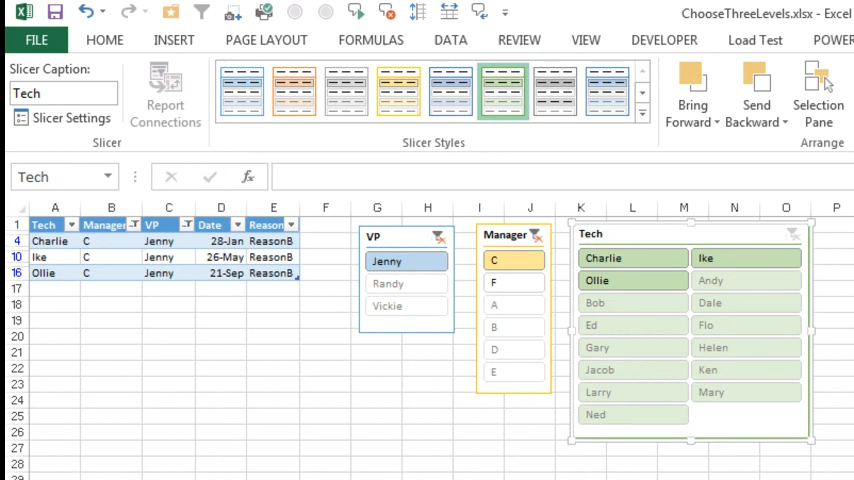 ChooseThreeLevels.xlsx - Excel
FILE HOME INSERT PAGE LAYOUT FORMULAS DATA REVIEW VIEW DEVELOPER Load Test POWER
Slicer Caption:
Tech
Slicer Settings
Report
Connections
Bring
Forward
Send
Backward
Selection
Pane
Slicer
Slicer Styles
Arrange
Tech
fx
A B C D E F G H I J K L M N O P
1 Tech Manager VP Date Reason
4 Charlie C Jenny 28-Jan ReasonB
10 Ike C Jenny 26-May ReasonB
16 Ollie C Jenny 21-Sep ReasonB
17
18
19
20
21
22
23
24
25
26
27
28
29
VP
Jenny
Randy
Vickie
Manager
C
F
A
B
D
E
Tech
Charlie Ike
Ollie Andy
Bob Dale
Ed Flo
Gary Helen
Jacob Ken
Larry Mary
Ned